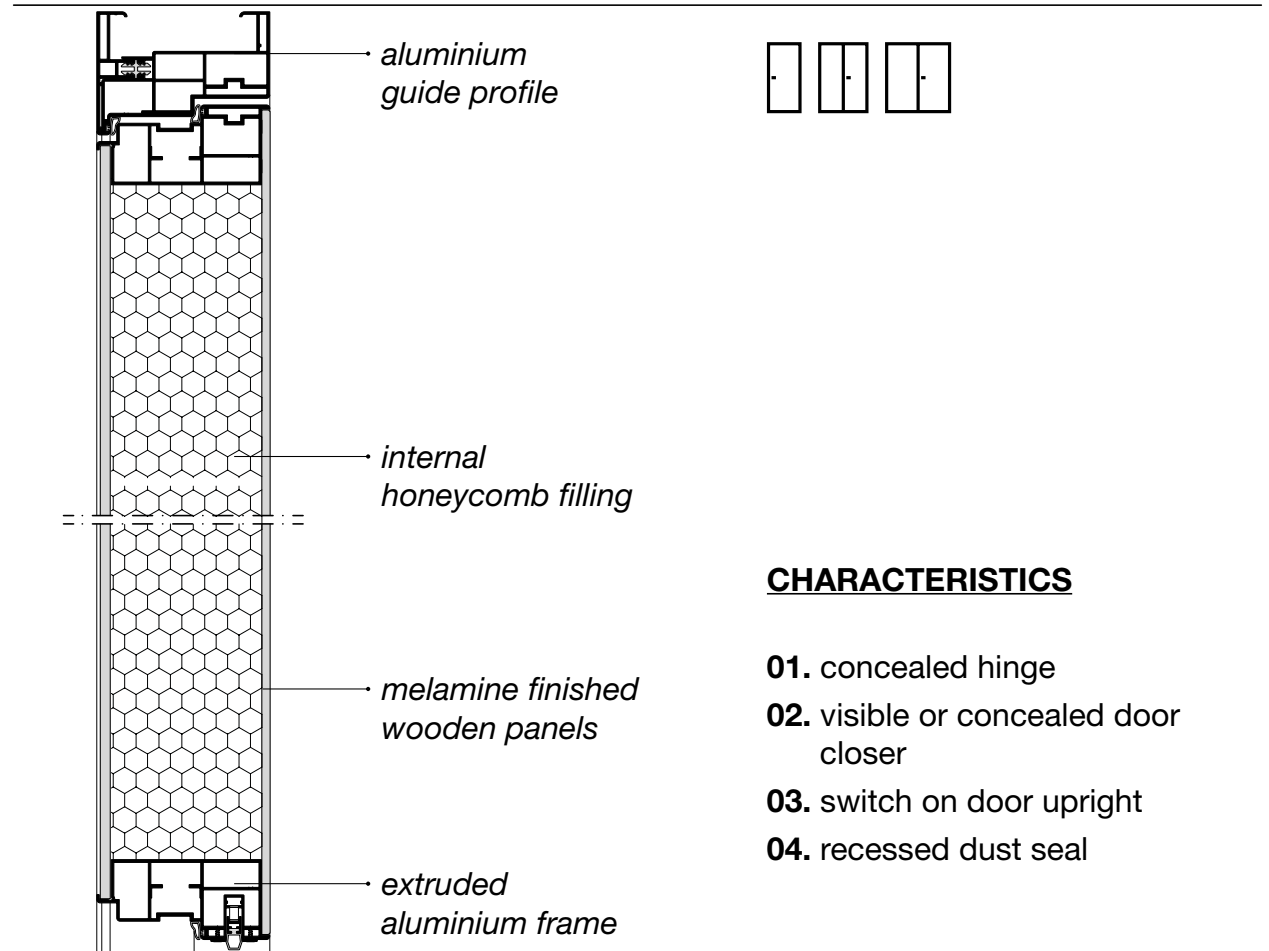 aluminium
guide profile
internal
honeycomb filling
melamine finished
wooden panels
extruded
aluminium frame
CHARACTERISTICS
01. concealed hinge
02. visible or concealed door
closer
03. switch on door upright
04. recessed dust seal